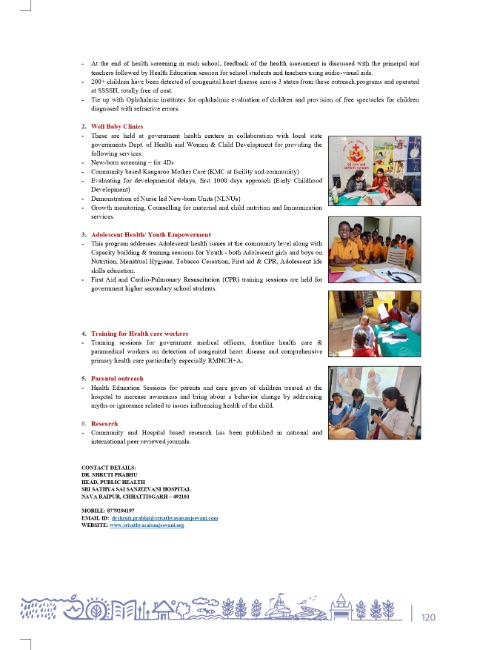 - At the end of health screening in each school, feedback of the health assessment is discussed with the principal and
teachers followed by Health Education session for school students and teachers using audio-visual aids.
- 200+ children have been detected of congenital heart disease across 3 states from these outreach programs and operated
at SSSSH, totally free of cost.
- Tie up with Ophthalmic institutes for ophthalmic evaluation of children and provision of free spectacles for children
diagnosed with refractive errors.
2. Well Baby Clinics
- These are held at government health centers in collaboration with local state
governments Dept. of Health and Women & Child Development for providing the
following services:
- New-born screening – for 4Ds
- Community based Kangaroo Mother Care (KMC at facility and community)
- Evaluating for developmental delays, first 1000 days approach (Early Childhood
Development)
- Demonstration of Nurse led New-born Units (NLNUs)
- Growth monitoring, Counselling for maternal and child nutrition and Immunization
services.
3. Adolescent Health/ Youth Empowerment
- This program addresses Adolescent health issues at the community level along with
Capacity building & training sessions for Youth - both Adolescent girls and boys on
Nutrition, Menstrual Hygiene, Tobacco Cessation, First aid & CPR, Adolescent life
skills education.
- First Aid and Cardio-Pulmonary Resuscitation (CPR) training sessions are held for
government higher secondary school students.
4. Training for Health care workers
- Training sessions for government medical officers, frontline health care &
paramedical workers on detection of congenital heart disease and comprehensive
primary health care particularly especially RMNCH+A.
5. Parental outreach
- Health Education Sessions for parents and care givers of children treated at the
hospital to increase awareness and bring about a behavior change by addressing
myths or ignorance related to issues influencing health of the child.
6. Research
- Community and Hospital based research has been published in national and
international peer reviewed journals.
CONTACT DETAILS:
DR. SHRUTI PRABHU
HEAD, PUBLIC HEALTH
SRI SATHYA SAI SANJEEVANI HOSPITAL
NAVA RAIPUR, CHHATTISGARH – 492101
MOBILE: 8779294197
EMAIL ID: drshruti.prabhu@srisathyasaisanjeevani.com
WEBSITE: www.srisathyasaisanjeevani.org
120